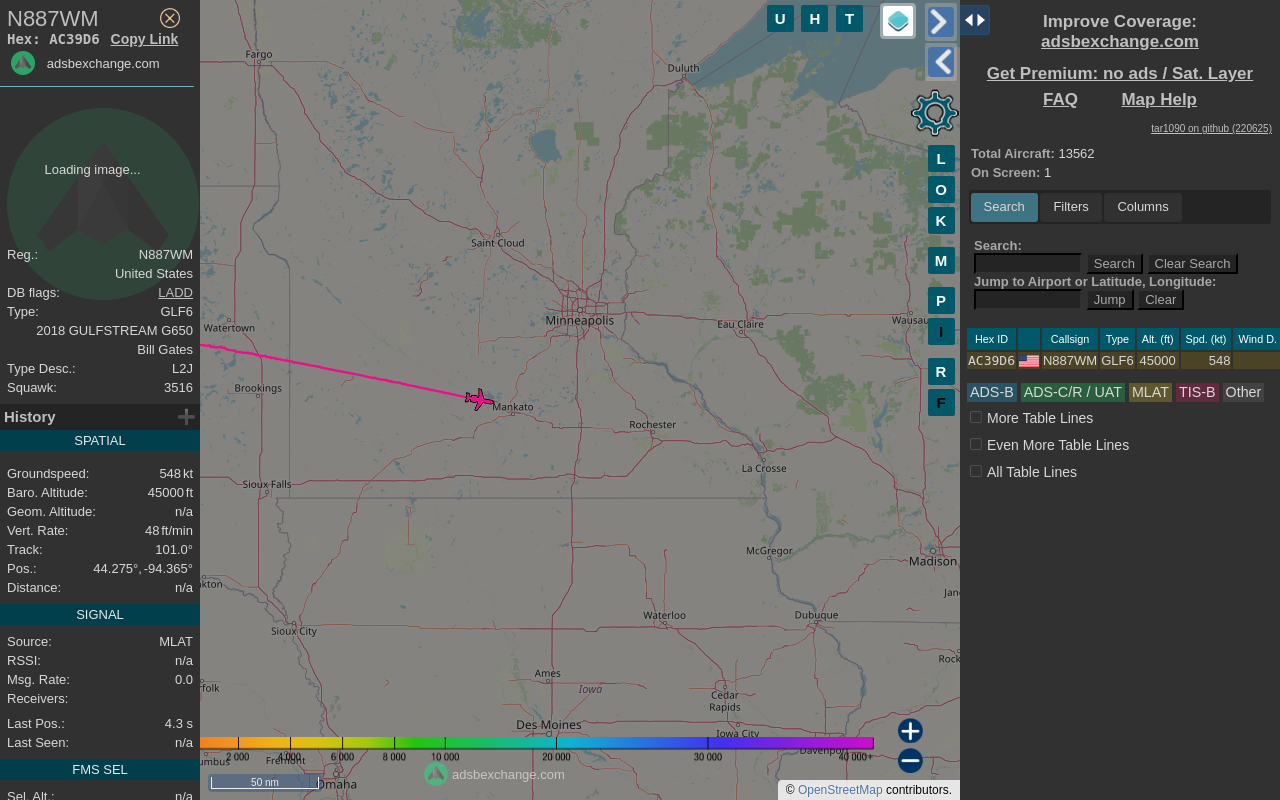 N887WM
Hex: AC39D6 Copy Link
adsbexchange.com
Loading image...
Reg.: N887WM
United States
DB flags: LADD
Type: GLF6
2018 GULFSTREAM G650
Bill Gates
Type Desc.: L2J
Squawk: 3516
History
SPATIAL
Groundspeed: 548 kt
Baro. Altitude: 45000 ft
Geom. Altitude: n/a
Vert. Rate: 48 ft/min
Track: 101.0°
Pos.: 44.275°, -94.365°
Distance: n/a
SIGNAL
Source: MLAT
RSSI: n/a
Msg. Rate: 0.0
Receivers:
Last Pos.: 4.3 s
Last Seen: n/a
FMS SEL
Sel. Alt.: n/a
U H T
L
O
K
M
P
I
R
F
Fargo
Duluth
Saint Cloud
Minneapolis
Eau Claire
Wausau
Watertown
Brookings
Mankato
Rochester
La Crosse
Sioux Falls
McGregor
Madison
nkton
Jan
Waterloo
Dubuque
Sioux City
Rock
Ames
rfolk
Iowa
Cedar
Rapids
Des Moines
Iowa City
Davenport
umbus
Fremont
Omaha
2 000 4 000 6 000 8 000 10 000 20 000 30 000 40 000+
50 nm
adsbexchange.com
© OpenStreetMap contributors.
Improve Coverage:
adsbexchange.com
Get Premium: no ads / Sat. Layer
FAQ Map Help
tar1090 on github (220625)
Total Aircraft: 13562
On Screen: 1
Search Filters Columns
Search:
Search Clear Search
Jump to Airport or Latitude, Longitude:
Jump Clear
Hex ID Callsign Type Alt. (ft) Spd. (kt) Wind D.
AC39D6 N887WM GLF6 45000 548
ADS-B ADS-C/R / UAT MLAT TIS-B Other
More Table Lines
Even More Table Lines
All Table Lines